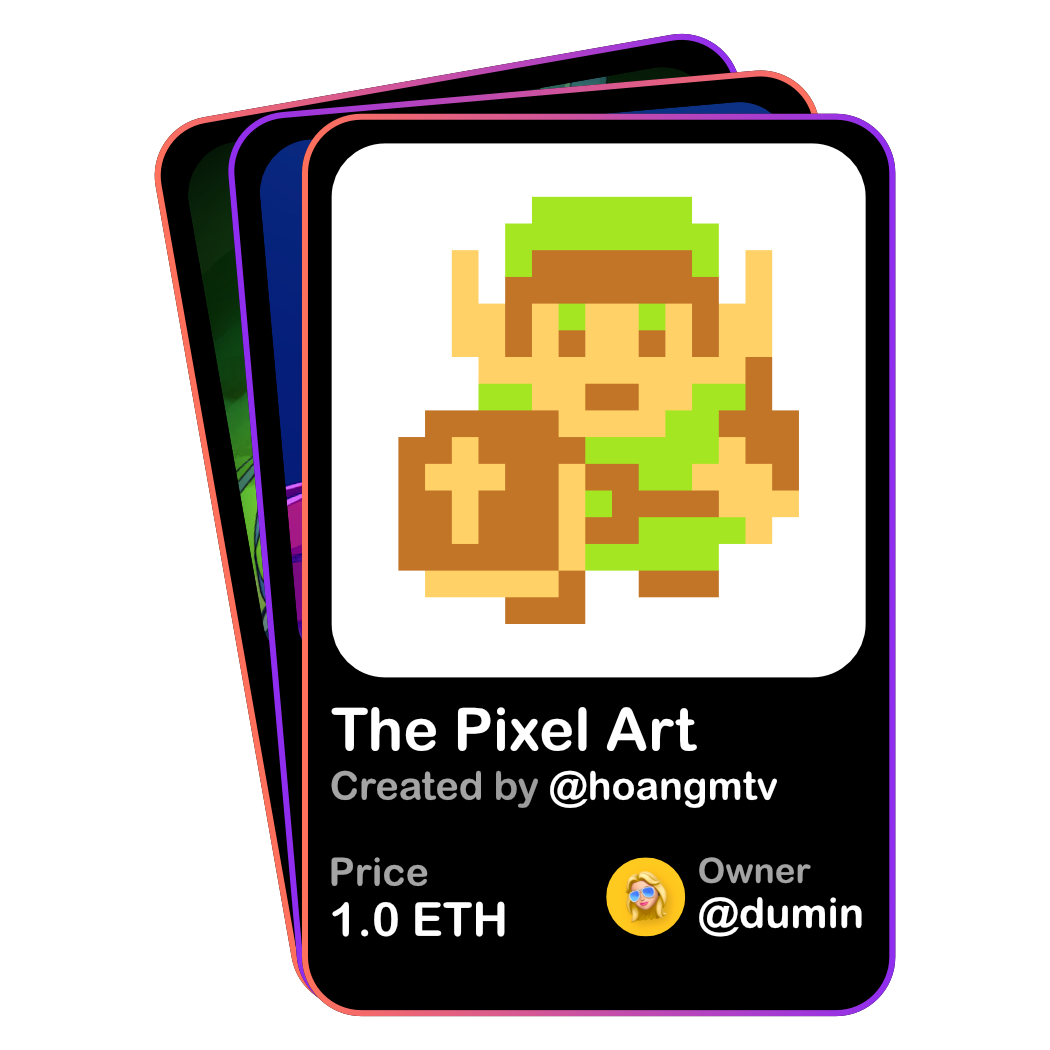 The Pixel Art
Created by @hoangmtv
Price
1.0 ETH
Owner
@dumin